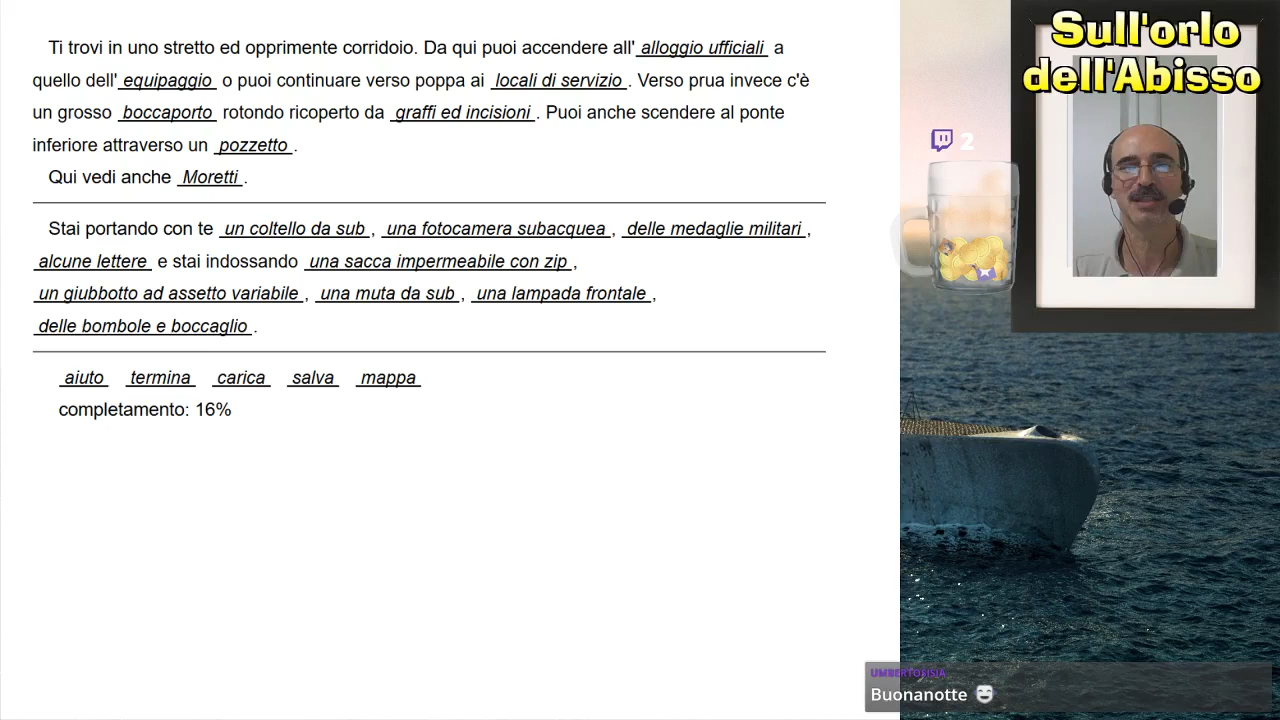 Ti trovi in uno stretto ed opprimente corridoio. Da qui puoi accendere all' alloggio ufficiali a
quello dell' equipaggio o puoi continuare verso poppa ai locali di servizio . Verso prua invece c'è
un grosso boccaporto rotondo ricoperto da graffi ed incisioni . Puoi anche scendere al ponte
inferiore attraverso un pozzetto .
Qui vedi anche Moretti .
Stai portando con te un coltello da sub , una fotocamera subacquea , delle medaglie militari ,
alcune lettere e stai indossando una sacca impermeabile con zip ,
un giubbotto ad assetto variabile , una muta da sub , una lampada frontale ,
delle bombole e boccaglio .
aiuto termina carica salva mappa
completamento: 16%
Sull'orlo
dell'Abisso
2
UMBERTOSISIA
Buonanotte